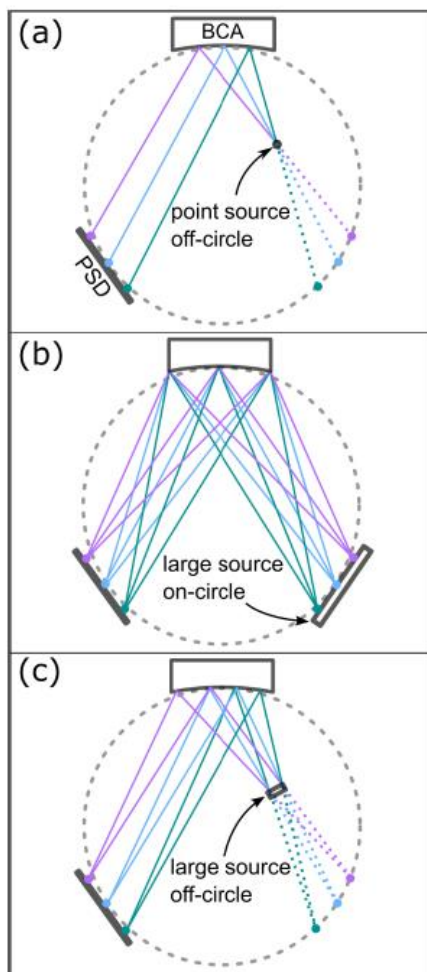 (a)
BCA
point source
off-circle
PSD
(b)
large source
on-circle
(c)
large source
off-circle